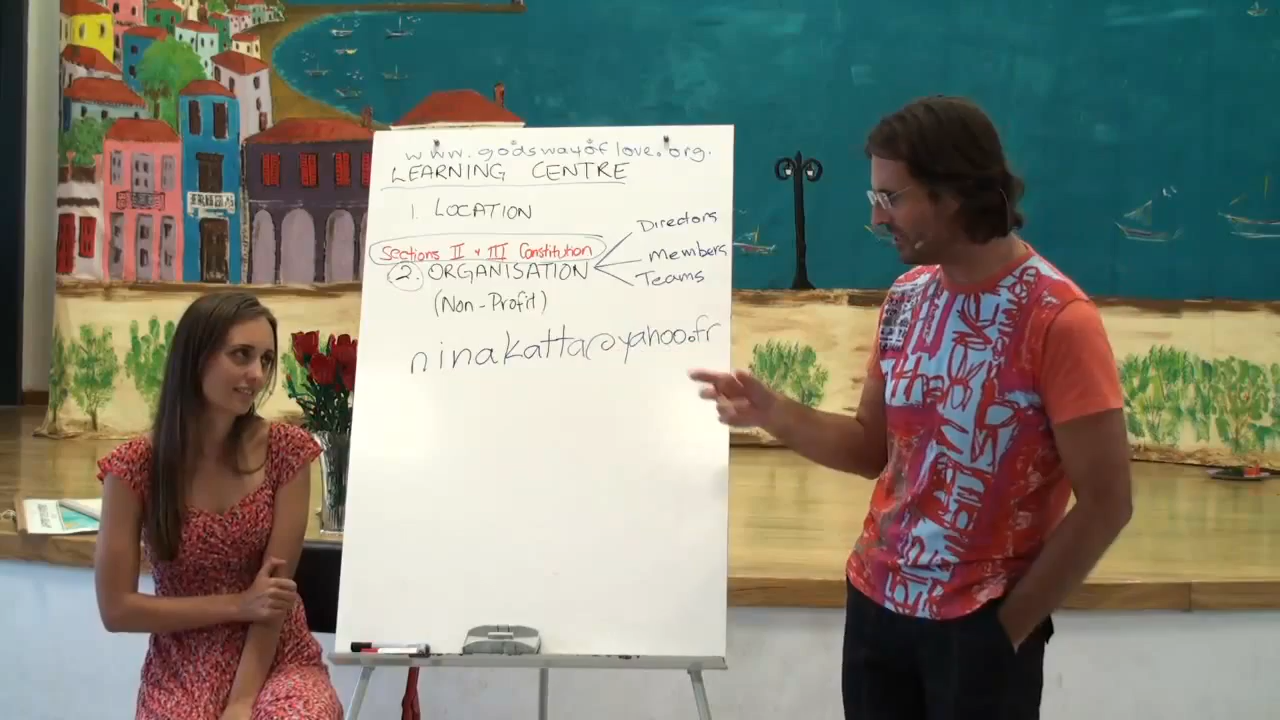 www.godswayoflove.org.
LEARNING CENTRE
1. LOCATION
Sections II + III Constitution
2. ORGANISATION
Directors
Members
Teams
(Non-Profit)
ninakatta@yahoo.fr